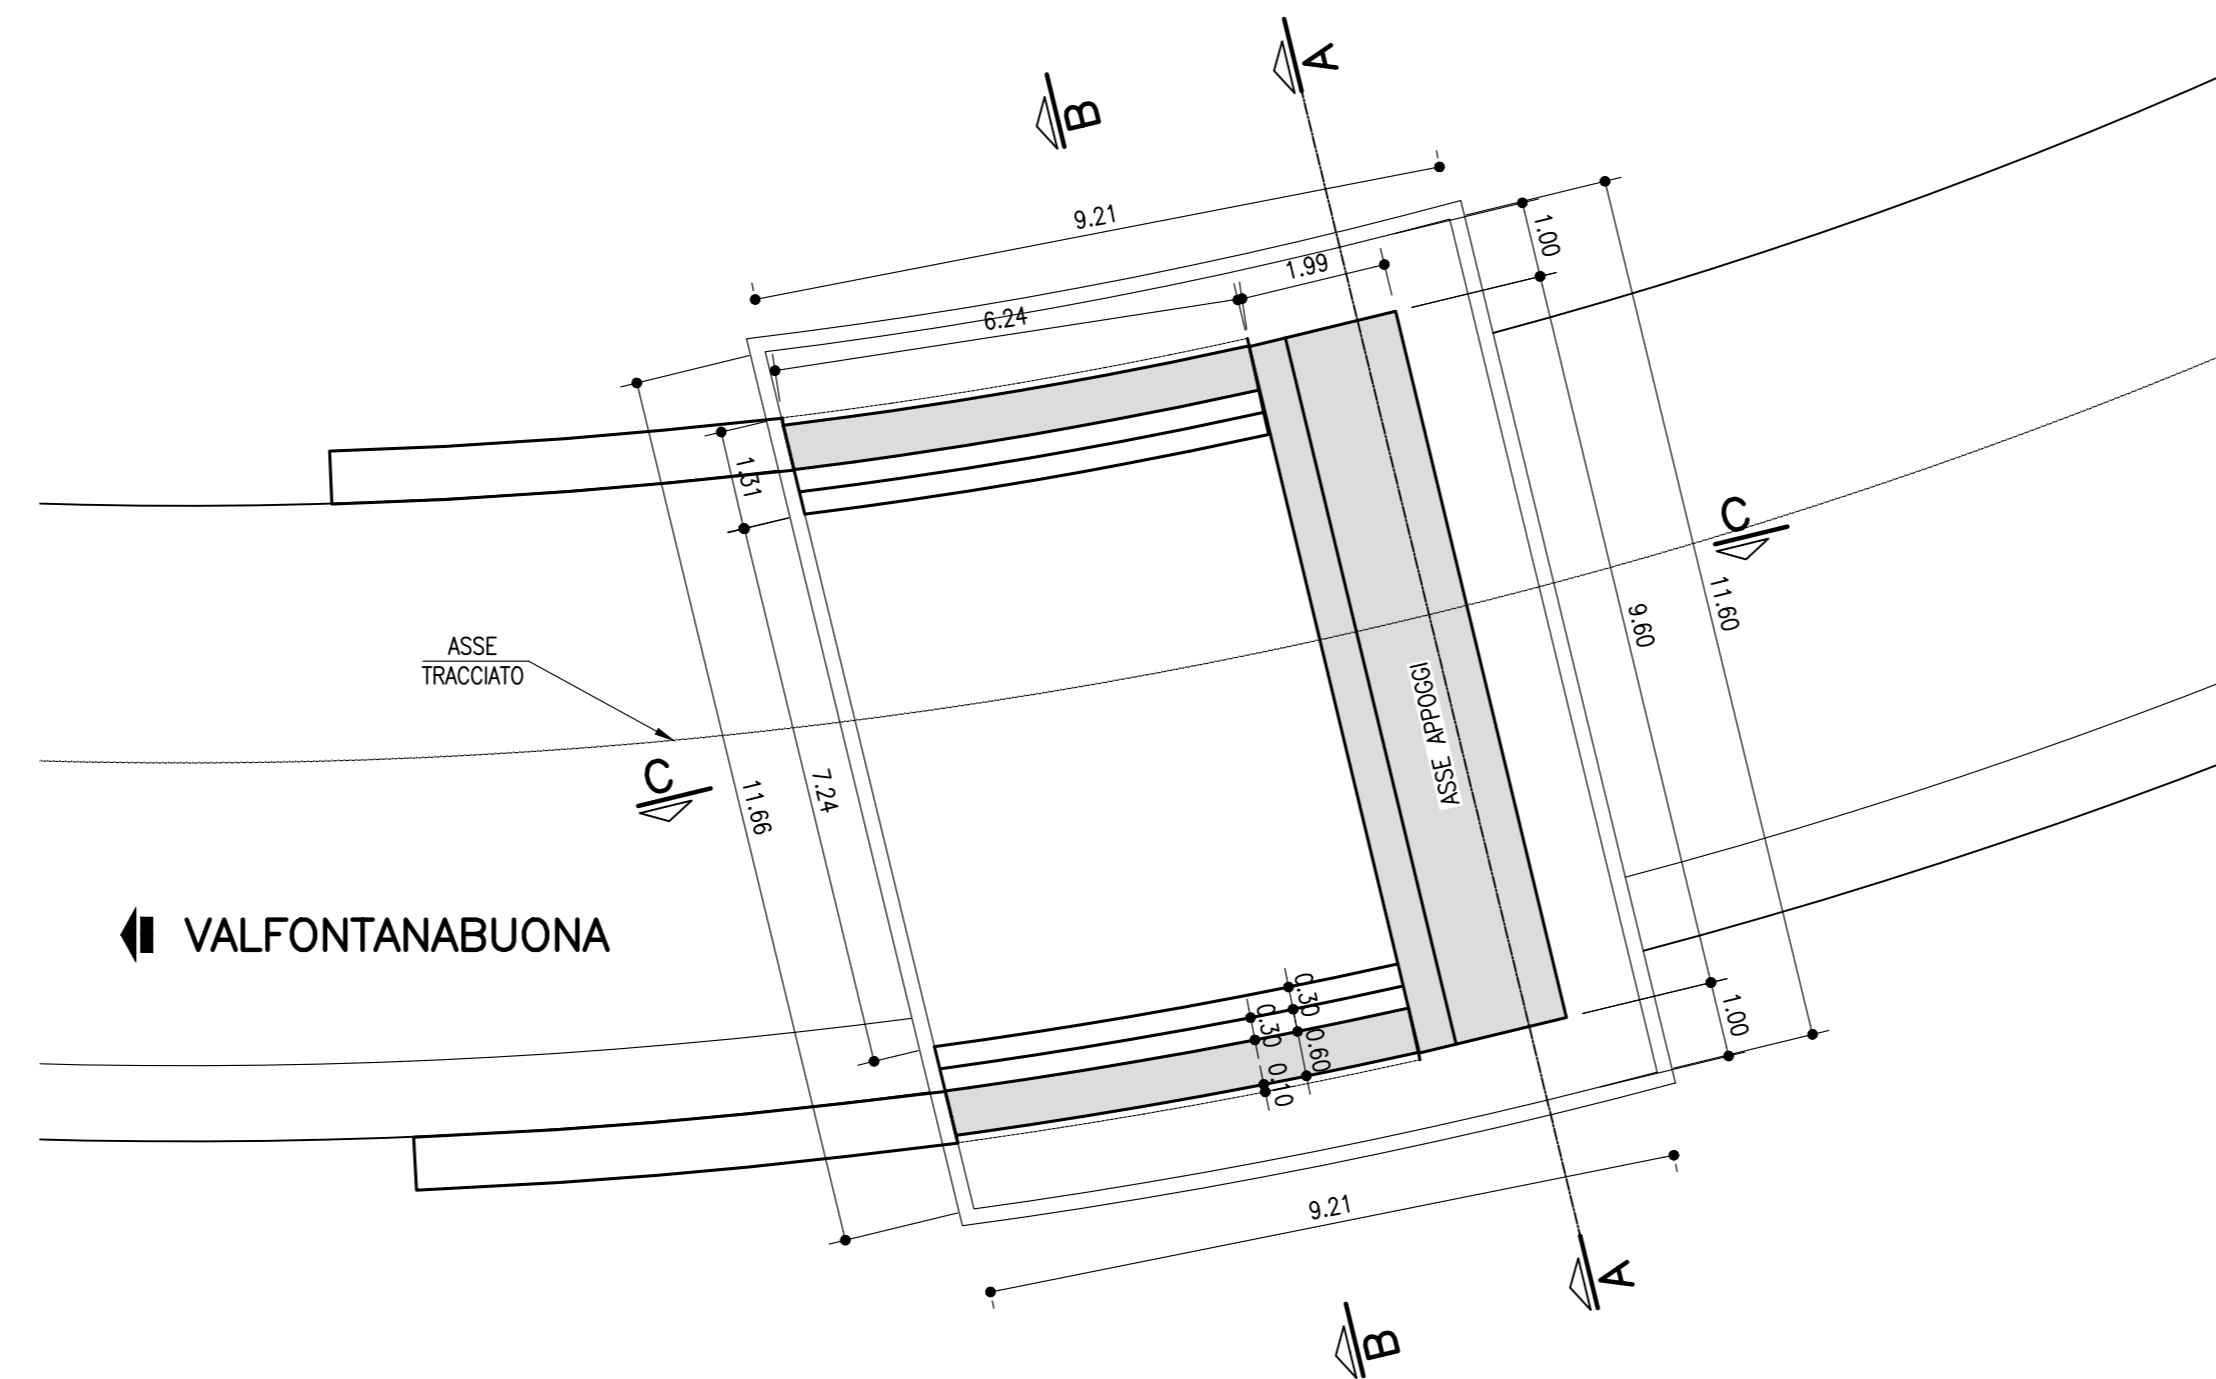 A
B
9.21
1.00
1.99
6.24
1.31
C
11.60
9.60
ASSE
TRACCIATO
ASSE APPOGGI
C
7.24
11.66
VALFONTANABUONA
0.30
0.30
0.60
0.10
1.00
9.21
A
B